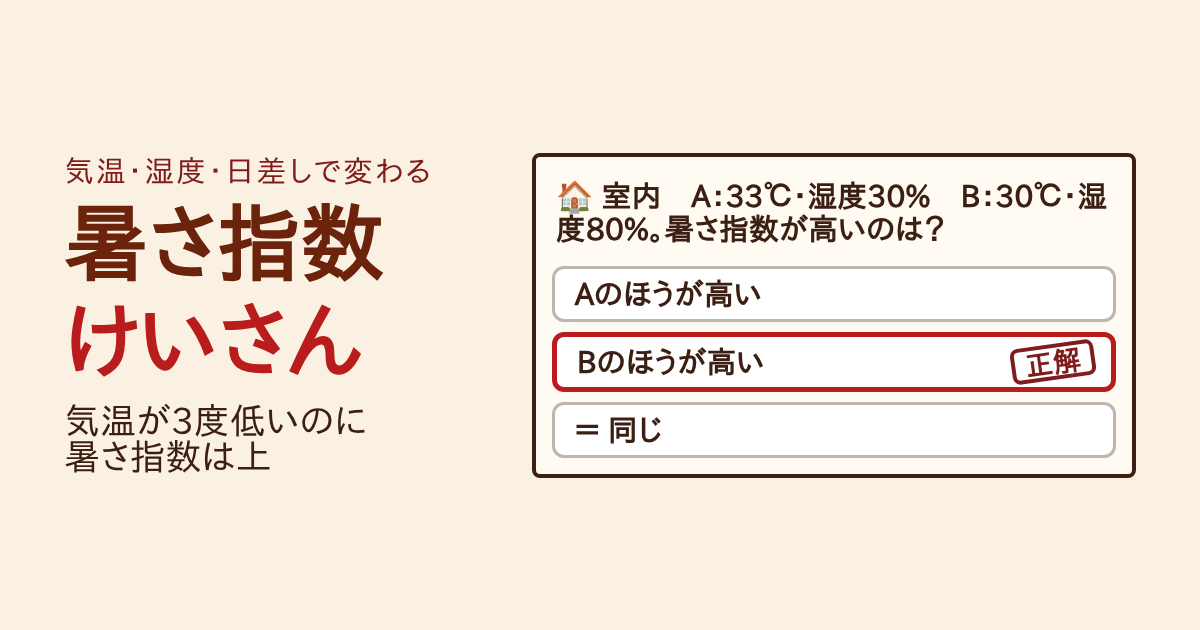 気温・湿度・日差しで変わる
暑さ指数
けいさん
気温が3度低いのに
暑さ指数は上
🏠 室内　A:33℃・湿度30%　B:30℃・湿
度80%。暑さ指数が高いのは？
Aのほうが高い
Bのほうが高い
正解
＝ 同じ